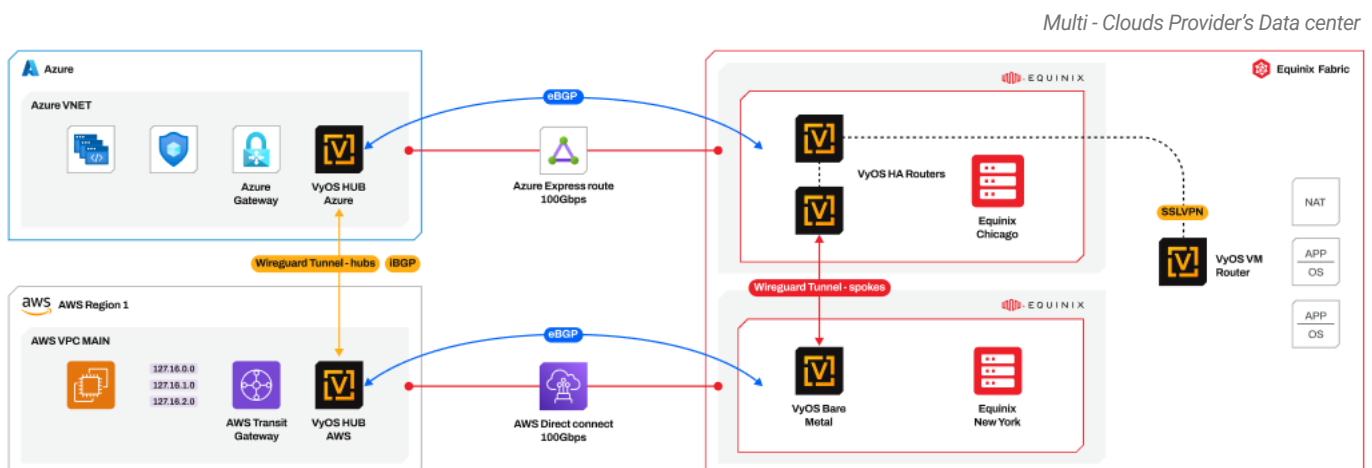 Multi - Clouds Provider's Data center
Azure
Azure VNET
</>
Azure
Gateway
VyOS HUB
Azure
eBGP
Azure Express route
100Gbps
Equinix Fabric
EQUINIX
VyOS HA Routers
Equinix
Chicago
SSLVPN
VyOS VM
Router
NAT
APP
OS
APP
OS
Wireguard Tunnel - hubs
iBGP
Wireguard Tunnel - spokes
aws
AWS Region 1
AWS VPC MAIN
127.16.0.0
127.16.1.0
127.16.2.0
AWS Transit
Gateway
VyOS HUB
AWS
eBGP
AWS Direct connect
100Gbps
EQUINIX
VyOS Bare
Metal
Equinix
New York